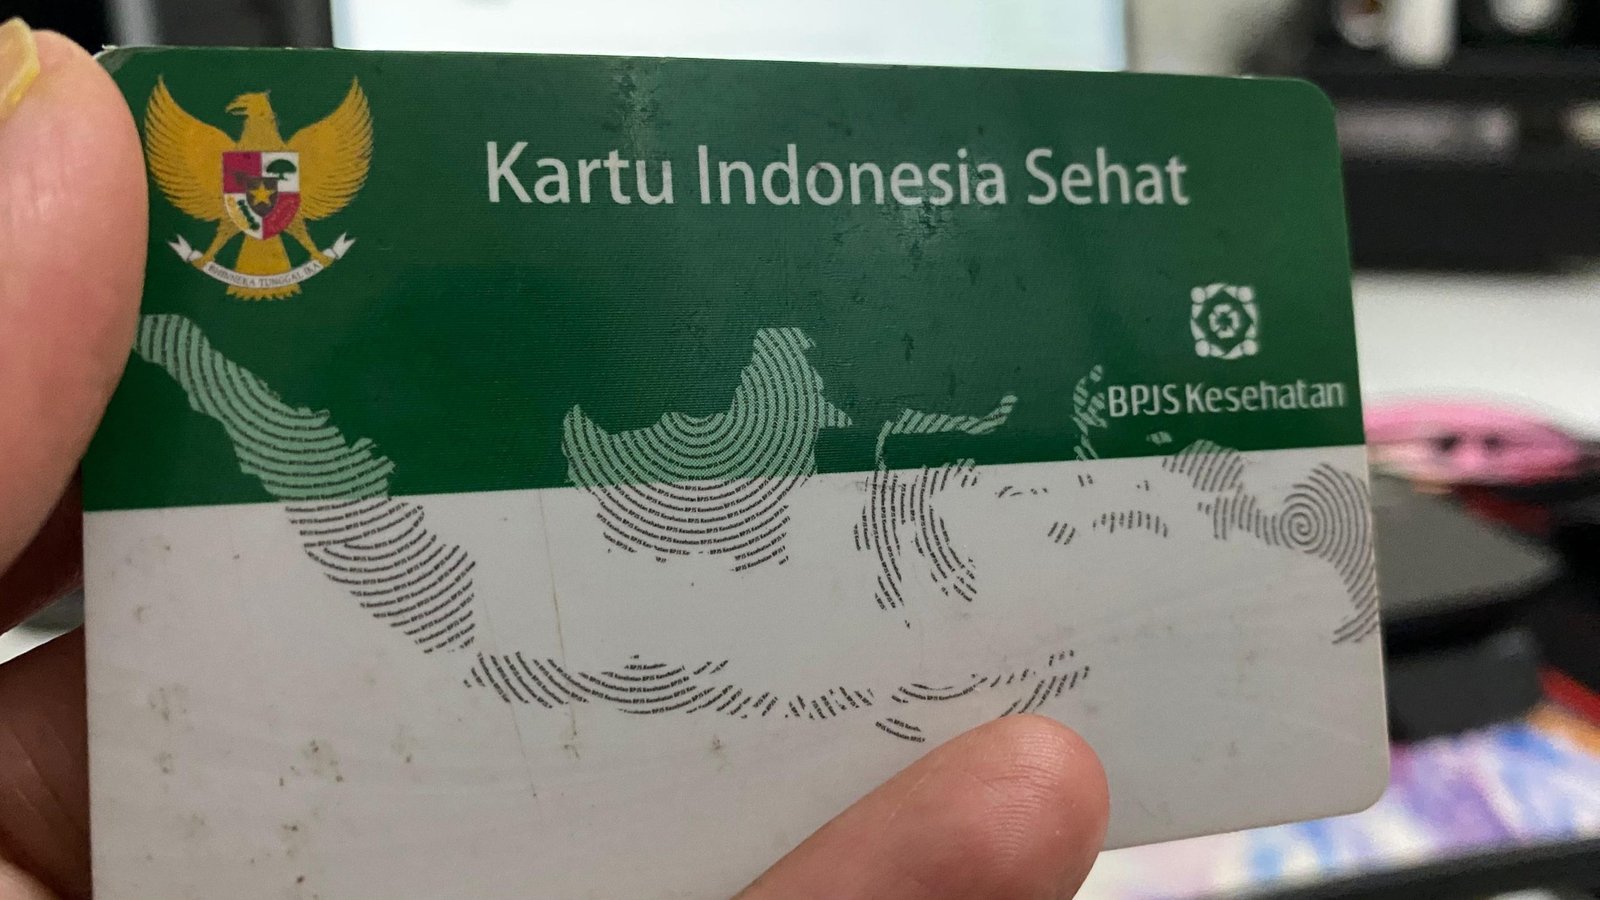 Kartu Indonesia Sehat
BHINNEKA TUNGGAL IKA
BPJS Kesehatan